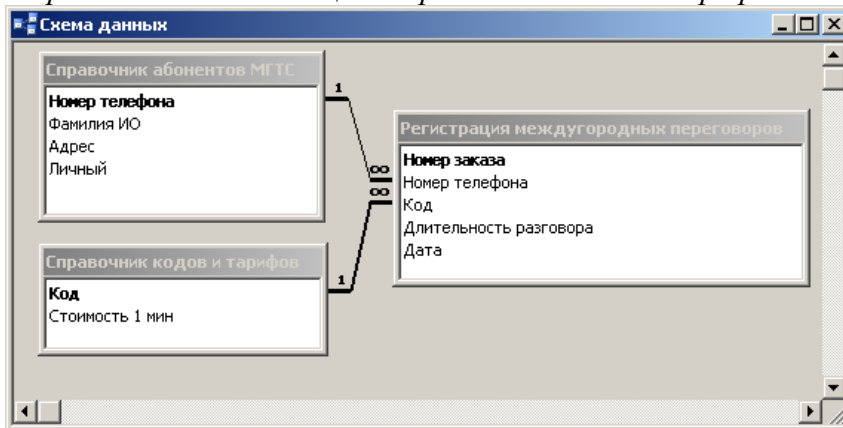 Схема данных
Справочник абонентов МГТС
Номер телефона
Фамилия ИО
Адрес
Личный
1
∞
∞
1
Регистрация междугородных переговоров
Номер заказа
Номер телефона
Код
Длительность разговора
Дата
Справочник кодов и тарифов
Код
Стоимость 1 мин